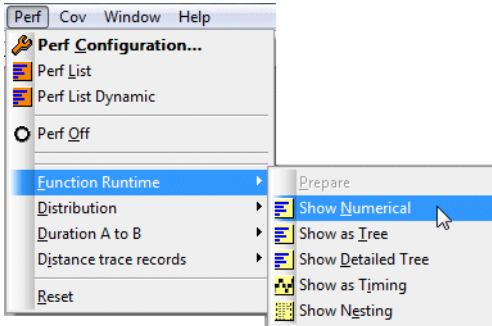 Perf Cov Window Help
Perf Configuration...
Perf List
Perf List Dynamic
Perf Off
Function Runtime
Distribution
Duration A to B
Distance trace records
Reset
Prepare
Show Numerical
Show as Tree
Show Detailed Tree
Show as Timing
Show Nesting